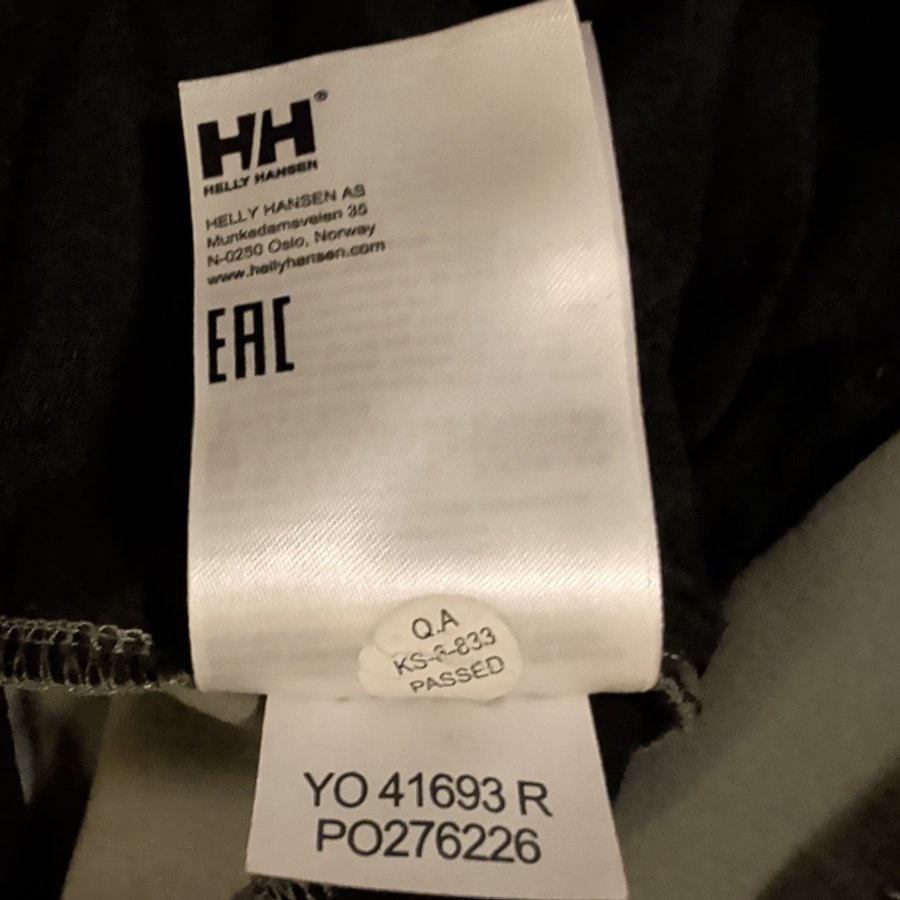 HH®
HELLY HANSEN
HELLY HANSEN AS
Munkedamsveien 35
N-0250 Oslo, Norway
www.hellyhansen.com
EAC
Q.A
PASSED
YO 41693 R
PO276226